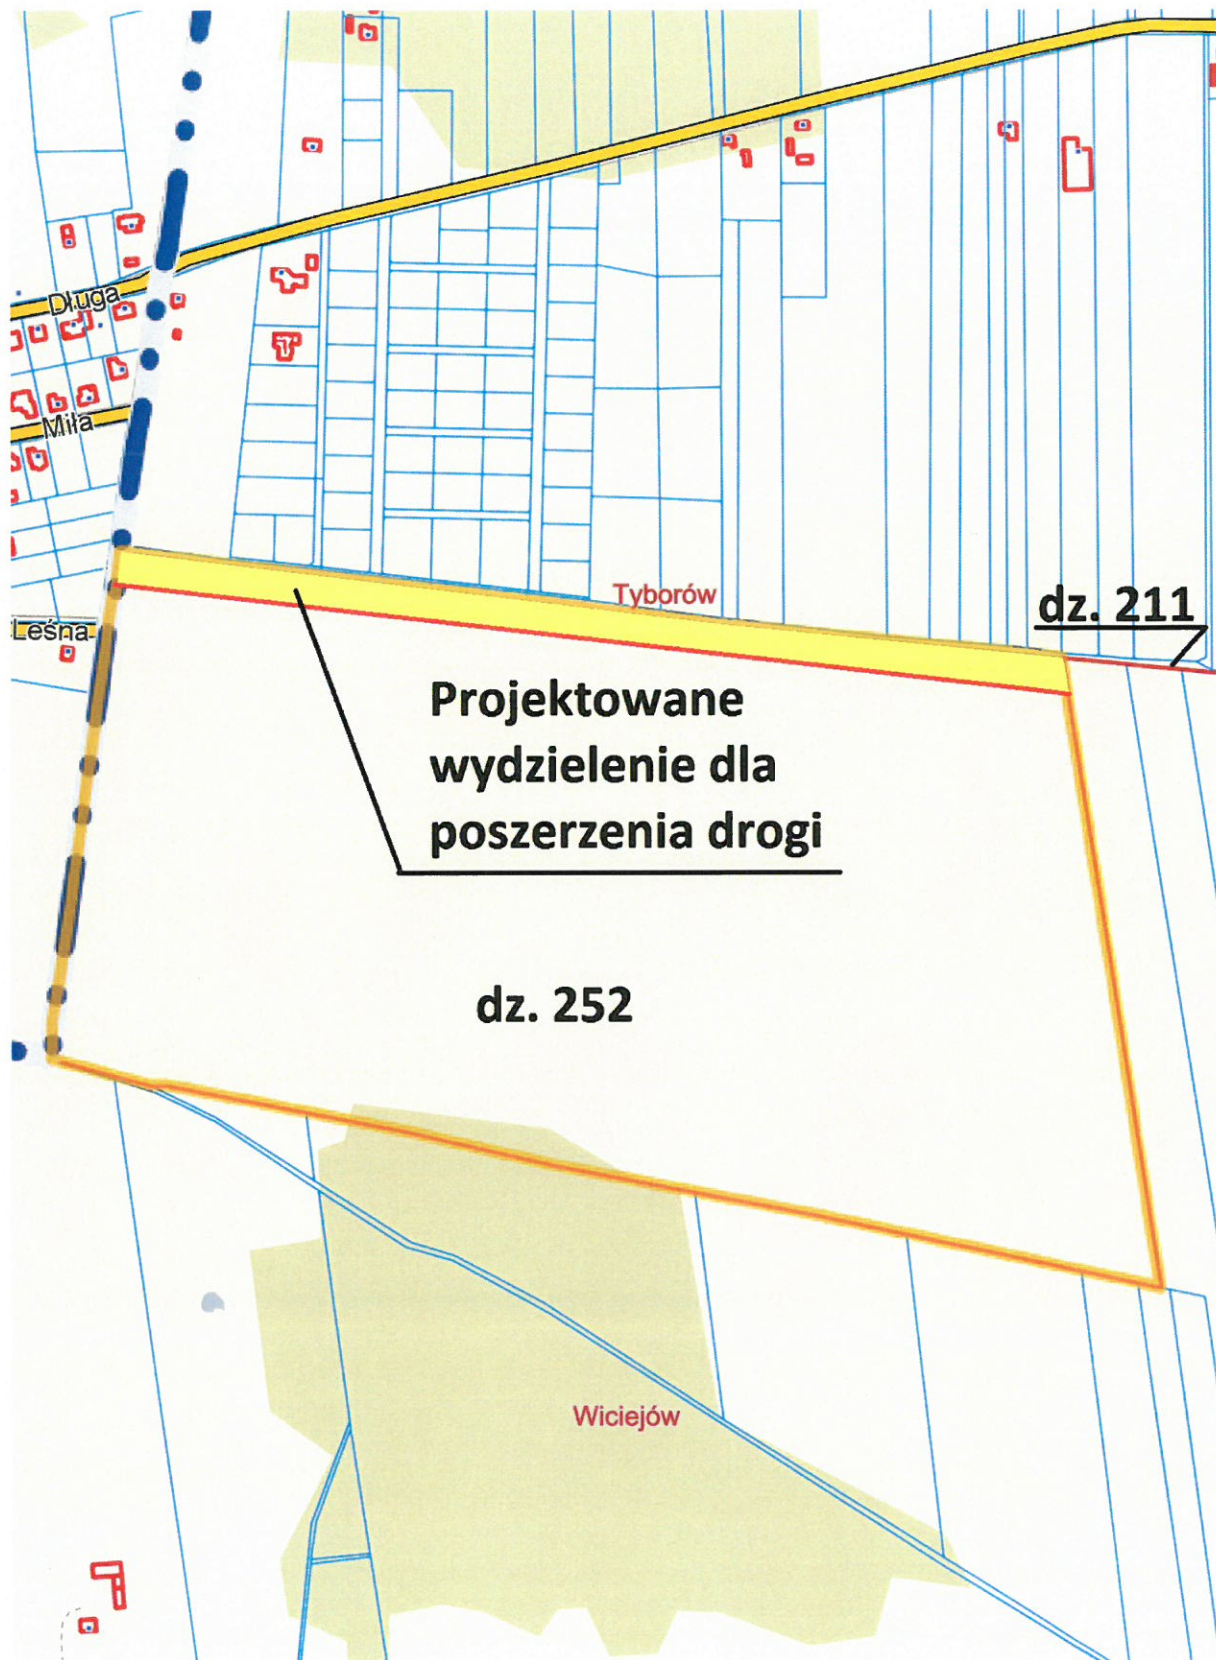 Długa
Miła
Tyborów
dz. 211
Leśna
Projektowane
wydzielenie dla
poszerzenia drogi
dz. 252
Wiciejów